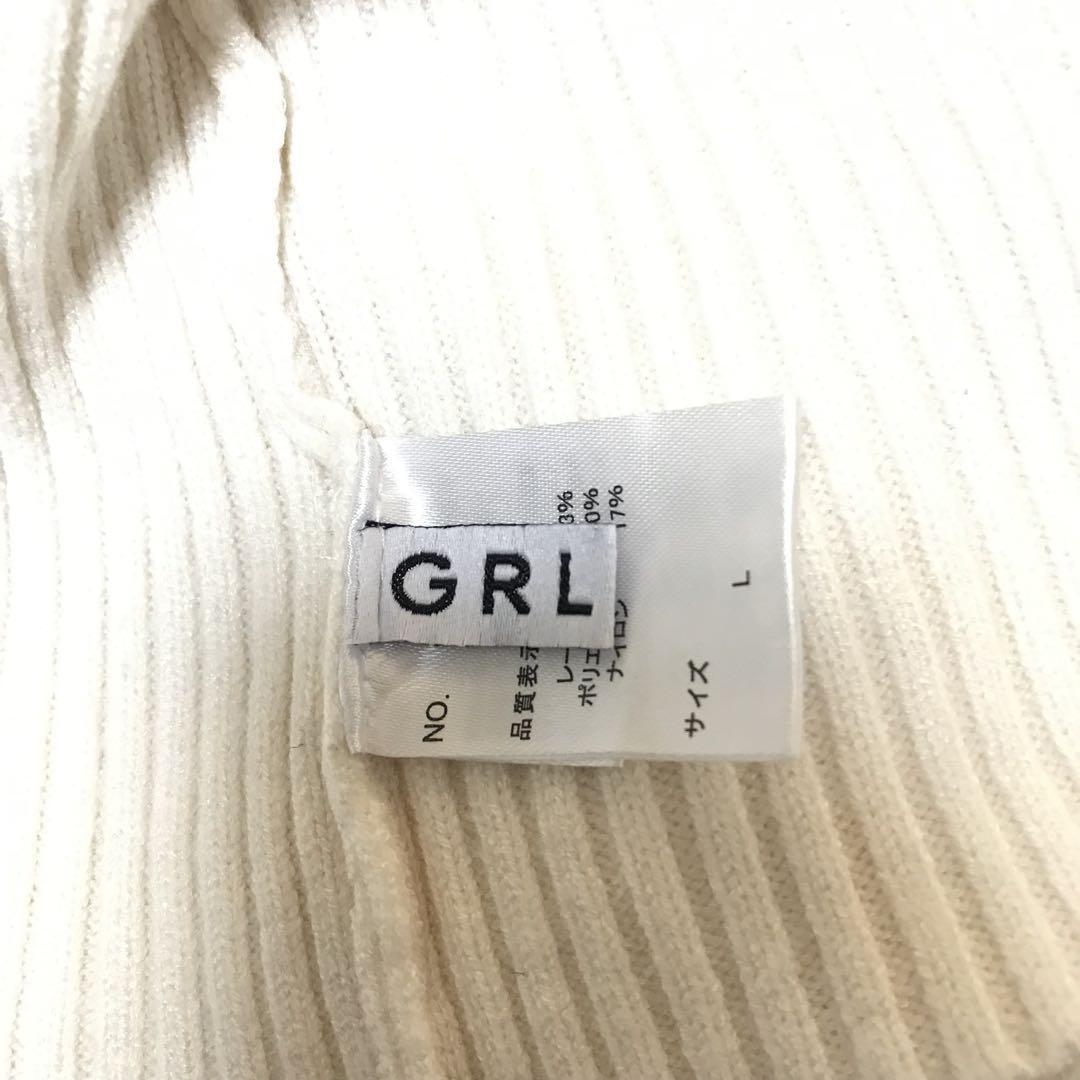 GRL
NO.
品質表示
レー 3%
ポリエ 0%
ナイロン 17%
サイズ L